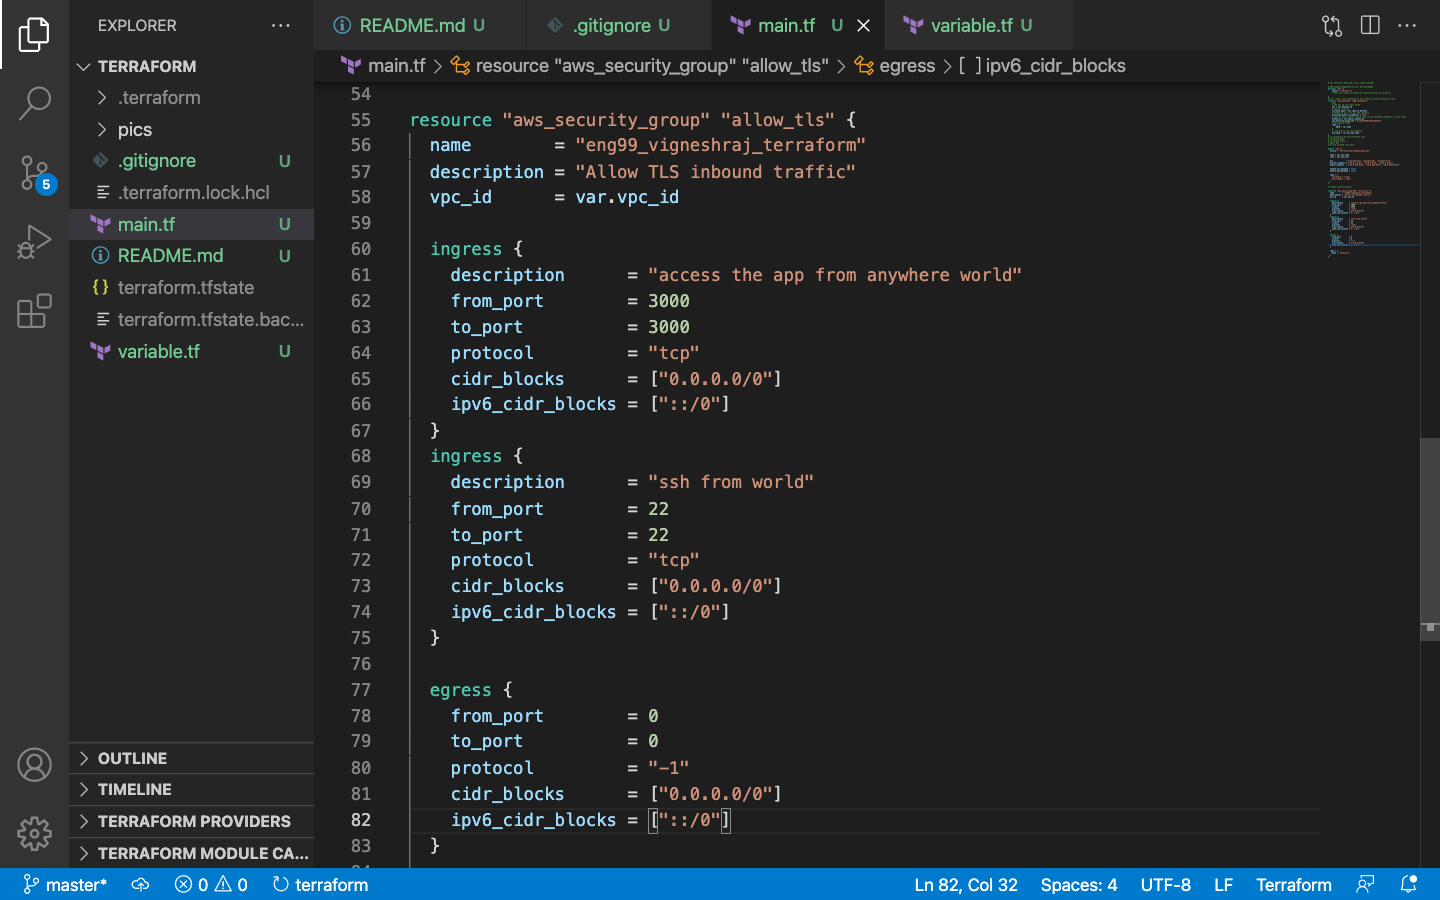 EXPLORER
README.md U
.gitignore U
main.tf U
variable.tf U
TERRAFORM
.terraform
pics
.gitignore U
.terraform.lock.hcl
main.tf U
README.md U
terraform.tfstate
terraform.tfstate.bac...
variable.tf U
5
OUTLINE
TIMELINE
TERRAFORM PROVIDERS
TERRAFORM MODULE CA...
main.tf > resource "aws_security_group" "allow_tls" > egress > [ ] ipv6_cidr_blocks
54
55 resource "aws_security_group" "allow_tls" {
56 name = "eng99_vigneshraj_terraform"
57 description = "Allow TLS inbound traffic"
58 vpc_id = var.vpc_id
59
60 ingress {
61 description = "access the app from anywhere world"
62 from_port = 3000
63 to_port = 3000
64 protocol = "tcp"
65 cidr_blocks = ["0.0.0.0/0"]
66 ipv6_cidr_blocks = ["::/0"]
67 }
68 ingress {
69 description = "ssh from world"
70 from_port = 22
71 to_port = 22
72 protocol = "tcp"
73 cidr_blocks = ["0.0.0.0/0"]
74 ipv6_cidr_blocks = ["::/0"]
75 }
76
77 egress {
78 from_port = 0
79 to_port = 0
80 protocol = "-1"
81 cidr_blocks = ["0.0.0.0/0"]
82 ipv6_cidr_blocks = ["::/0"]
83 }
master* 0 0 terraform Ln 82, Col 32 Spaces: 4 UTF-8 LF Terraform